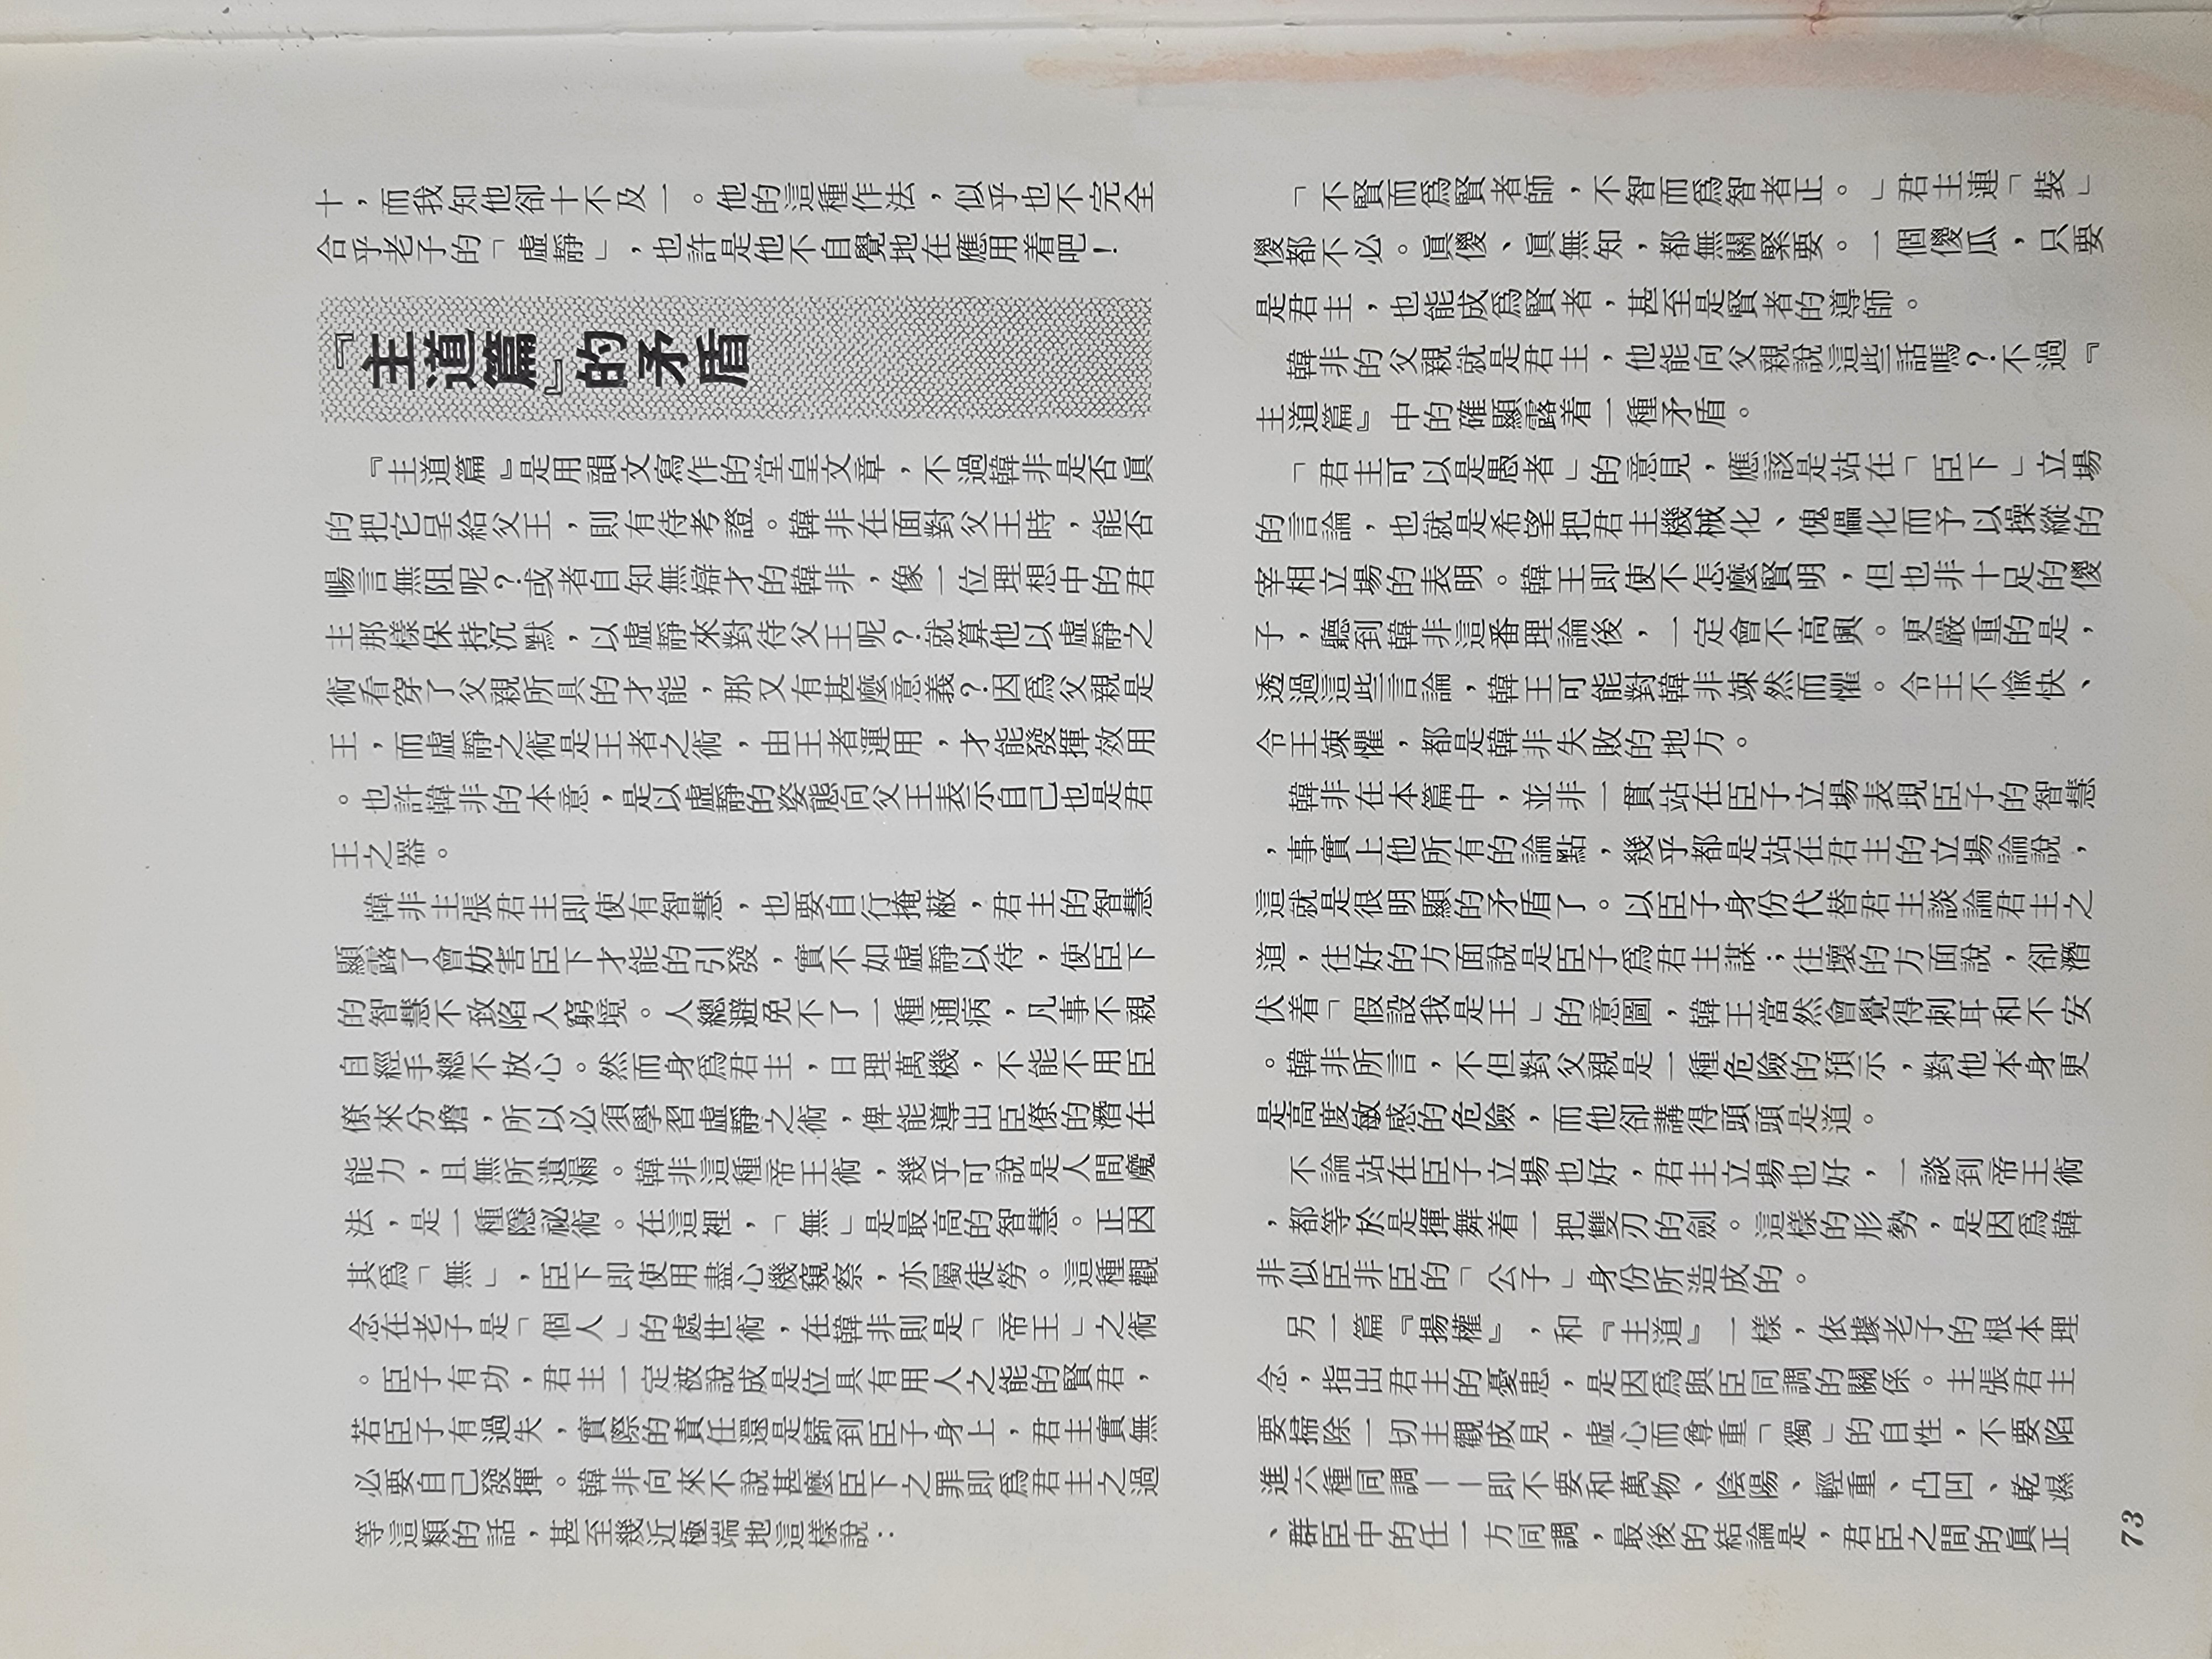 十，而我知他卻十不及一。他的這種作法，似乎也不完全
合乎老子的「虛靜」，也許是他不自覺地在應用着吧！
『主道篇』的矛盾
『主道篇』是用韻文寫作的堂皇文章，不過韓非是否眞
的把它呈給父王，則有待考證。韓非在面對父王時，能否
暢言無阻呢？或者自知無辯才的韓非，像一位理想中的君
主那樣保持沉默，以虛靜來對待父王呢？就算他以虛靜之
術看穿了父親所具的才能，那又有甚麼意義？因爲父親是
王，而虛靜之術是王者之術，由王者運用，才能發揮效用
。也許韓非的本意，是以虛靜的姿態向父王表示自己也是君
王之器。
韓非主張君主即使有智慧，也要自行掩蔽，君主的智慧
顯露了會妨害臣下才能的引發，實不如虛靜以待，使臣下
的智慧不致陷入窮境。人總避免不了一種通病，凡事不親
自經手總不放心。然而身爲君主，日理萬機，不能不用臣
僚來分擔，所以必須學習虛靜之術，俾能導出臣僚的潛在
能力，且無所遺漏。韓非這種帝王術，幾乎可說是人間魔
法，是一種隱祕術。在這裡，「無」是最高的智慧。正因
其爲「無」，臣下即使用盡心機窺察，亦屬徒勞。這種觀
念在老子是「個人」的處世術，在韓非則是「帝王」之術
。臣子有功，君主一定被說成是位具有用人之能的賢君，
若臣子有過失，實際的責任還是歸到臣子身上，君主實無
必要自己發揮。韓非向來不說甚麼臣下之罪即爲君主之過
等這類的話，甚至幾近極端地這樣說：
「不賢而爲賢者師，不智而爲智者正。」君主連「裝」
傻都不必。眞傻、眞無知，都無關緊要。一個傻瓜，只要
是君主，也能成爲賢者，甚至是賢者的導師。
韓非的父親就是君主，他能向父親說這些話嗎？不過『
主道篇』中的確顯露着一種矛盾。
「君主可以是愚者」的意見，應該是站在「臣下」立場
的言論，也就是希望把君主機械化、傀儡化而予以操縱的
宰相立場的表明。韓王即使不怎麼賢明，但也非十足的傻
子，聽到韓非這番理論後，一定會不高興。更嚴重的是，
透過這些言論，韓王可能對韓非竦然而懼。令王不愉快、
令王竦懼，都是韓非失敗的地方。
韓非在本篇中，並非一貫站在臣子立場表現臣子的智慧
，事實上他所有的論點，幾乎都是站在君主的立場論說，
這就是很明顯的矛盾了。以臣子身份代替君主談論君主之
道，往好的方面說是臣子爲君主謀；往壞的方面說，卻潛
伏着「假設我是王」的意圖，韓王當然會覺得刺耳和不安
。韓非所言，不但對父親是一種危險的預示，對他本身更
是高度敏感的危險，而他卻講得頭頭是道。
不論站在臣子立場也好，君主立場也好，一談到帝王術
，都等於是揮舞着一把雙刃的劍。這樣的形勢，是因爲韓
非似臣非臣的「公子」身份所造成的。
另一篇『揚權』，和『主道』一樣，依據老子的根本理
念，指出君主的憂患，是因爲與臣同調的關係。主張君主
要掃除一切主觀成見，虛心而尊重「獨」的自性，不要陷
進六種同調——即不要和萬物、陰陽、輕重、凸凹、乾濕
、群臣中的任一方同調，最後的結論是，君臣之間的眞正
73